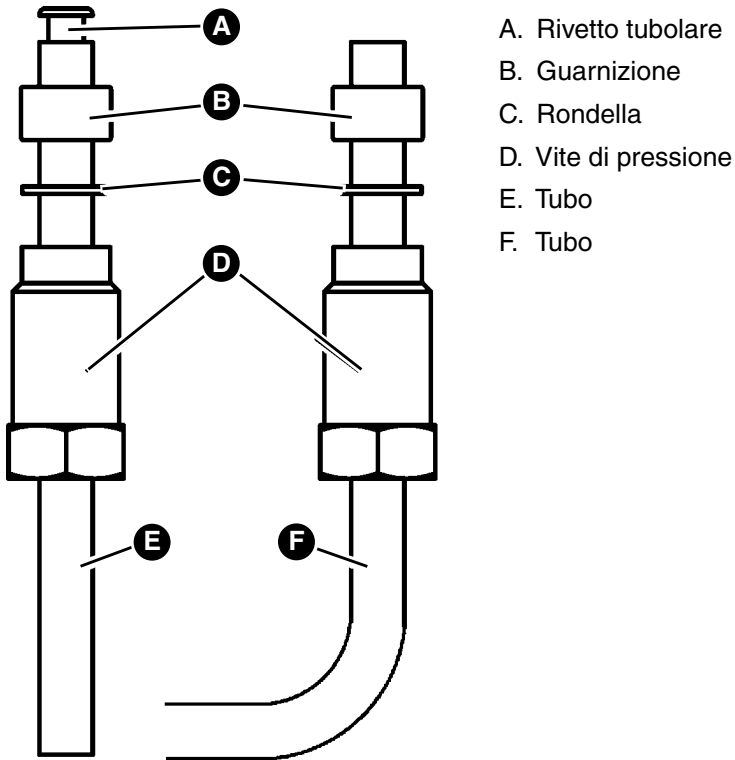 A
B
C
D
E
F
A. Rivetto tubolare
B. Guarnizione
C. Rondella
D. Vite di pressione
E. Tubo
F. Tubo